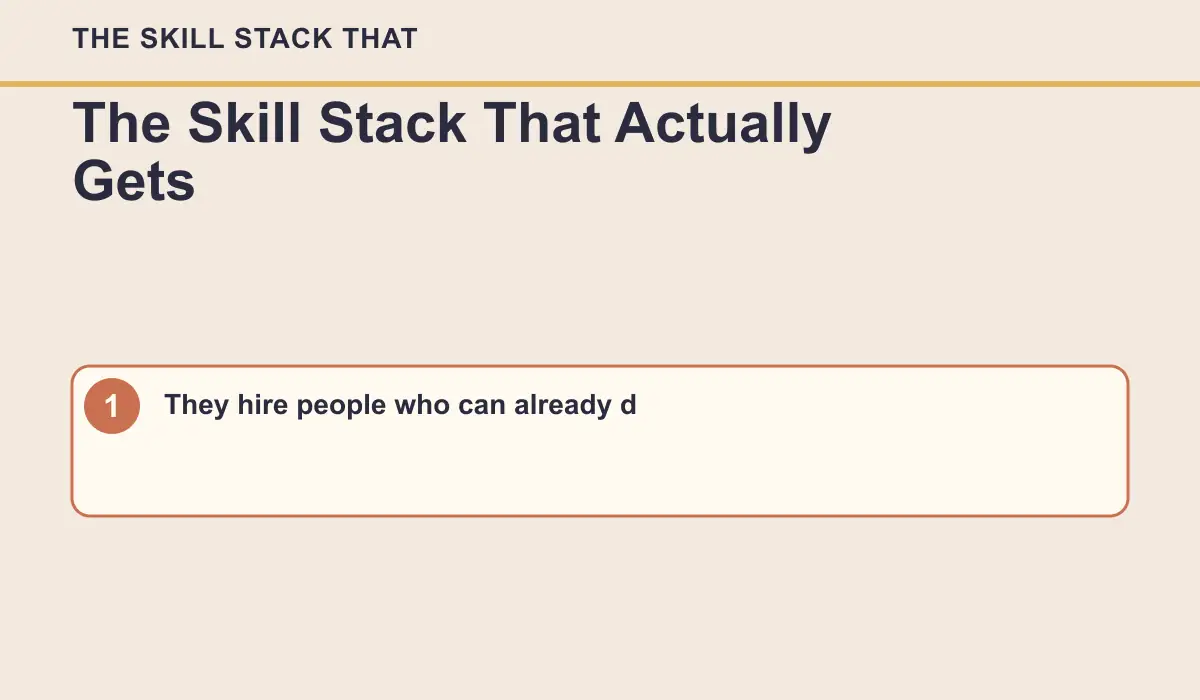 THE SKILL STACK THAT
The Skill Stack That Actually
Gets
1
They hire people who can already d